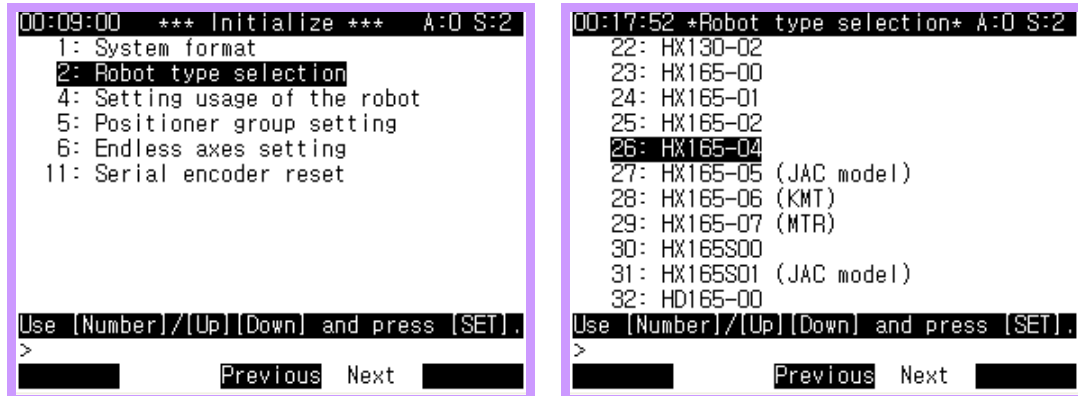 00:09:00 *** Initialize *** A:0 S:2
1: System format
2: Robot type selection
4: Setting usage of the robot
5: Positioner group setting
6: Endless axes setting
11: Serial encoder reset
Use [Number]/[Up][Down] and press [SET].
>
Previous Next
00:17:52 *Robot type selection* A:0 S:2
22: HX130-02
23: HX165-00
24: HX165-01
25: HX165-02
26: HX165-04
27: HX165-05 (JAC model)
28: HX165-06 (KMT)
29: HX165-07 (MTR)
30: HX165S00
31: HX165S01 (JAC model)
32: HD165-00
Use [Number]/[Up][Down] and press [SET].
>
Previous Next